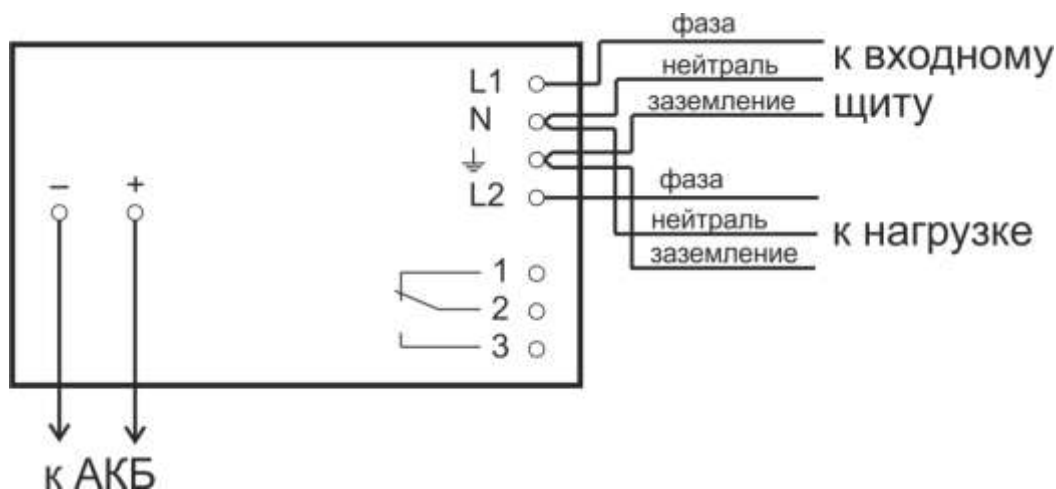 фаза
к входному
L1
нейтраль
N
заземление
щиту
L2
фаза
– +
нейтраль
к нагрузке
заземление
1
2
3
к АКБ